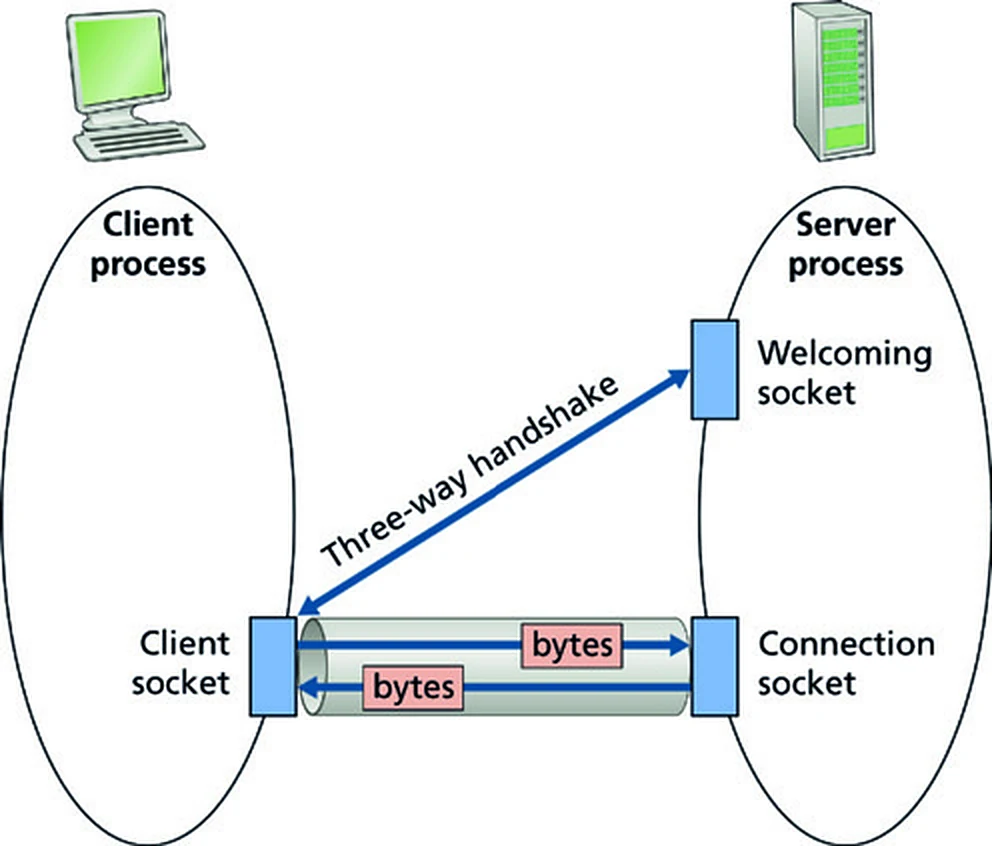 Client
process
Server
process
Welcoming
socket
Three-way handshake
Client
socket
bytes
bytes
Connection
socket